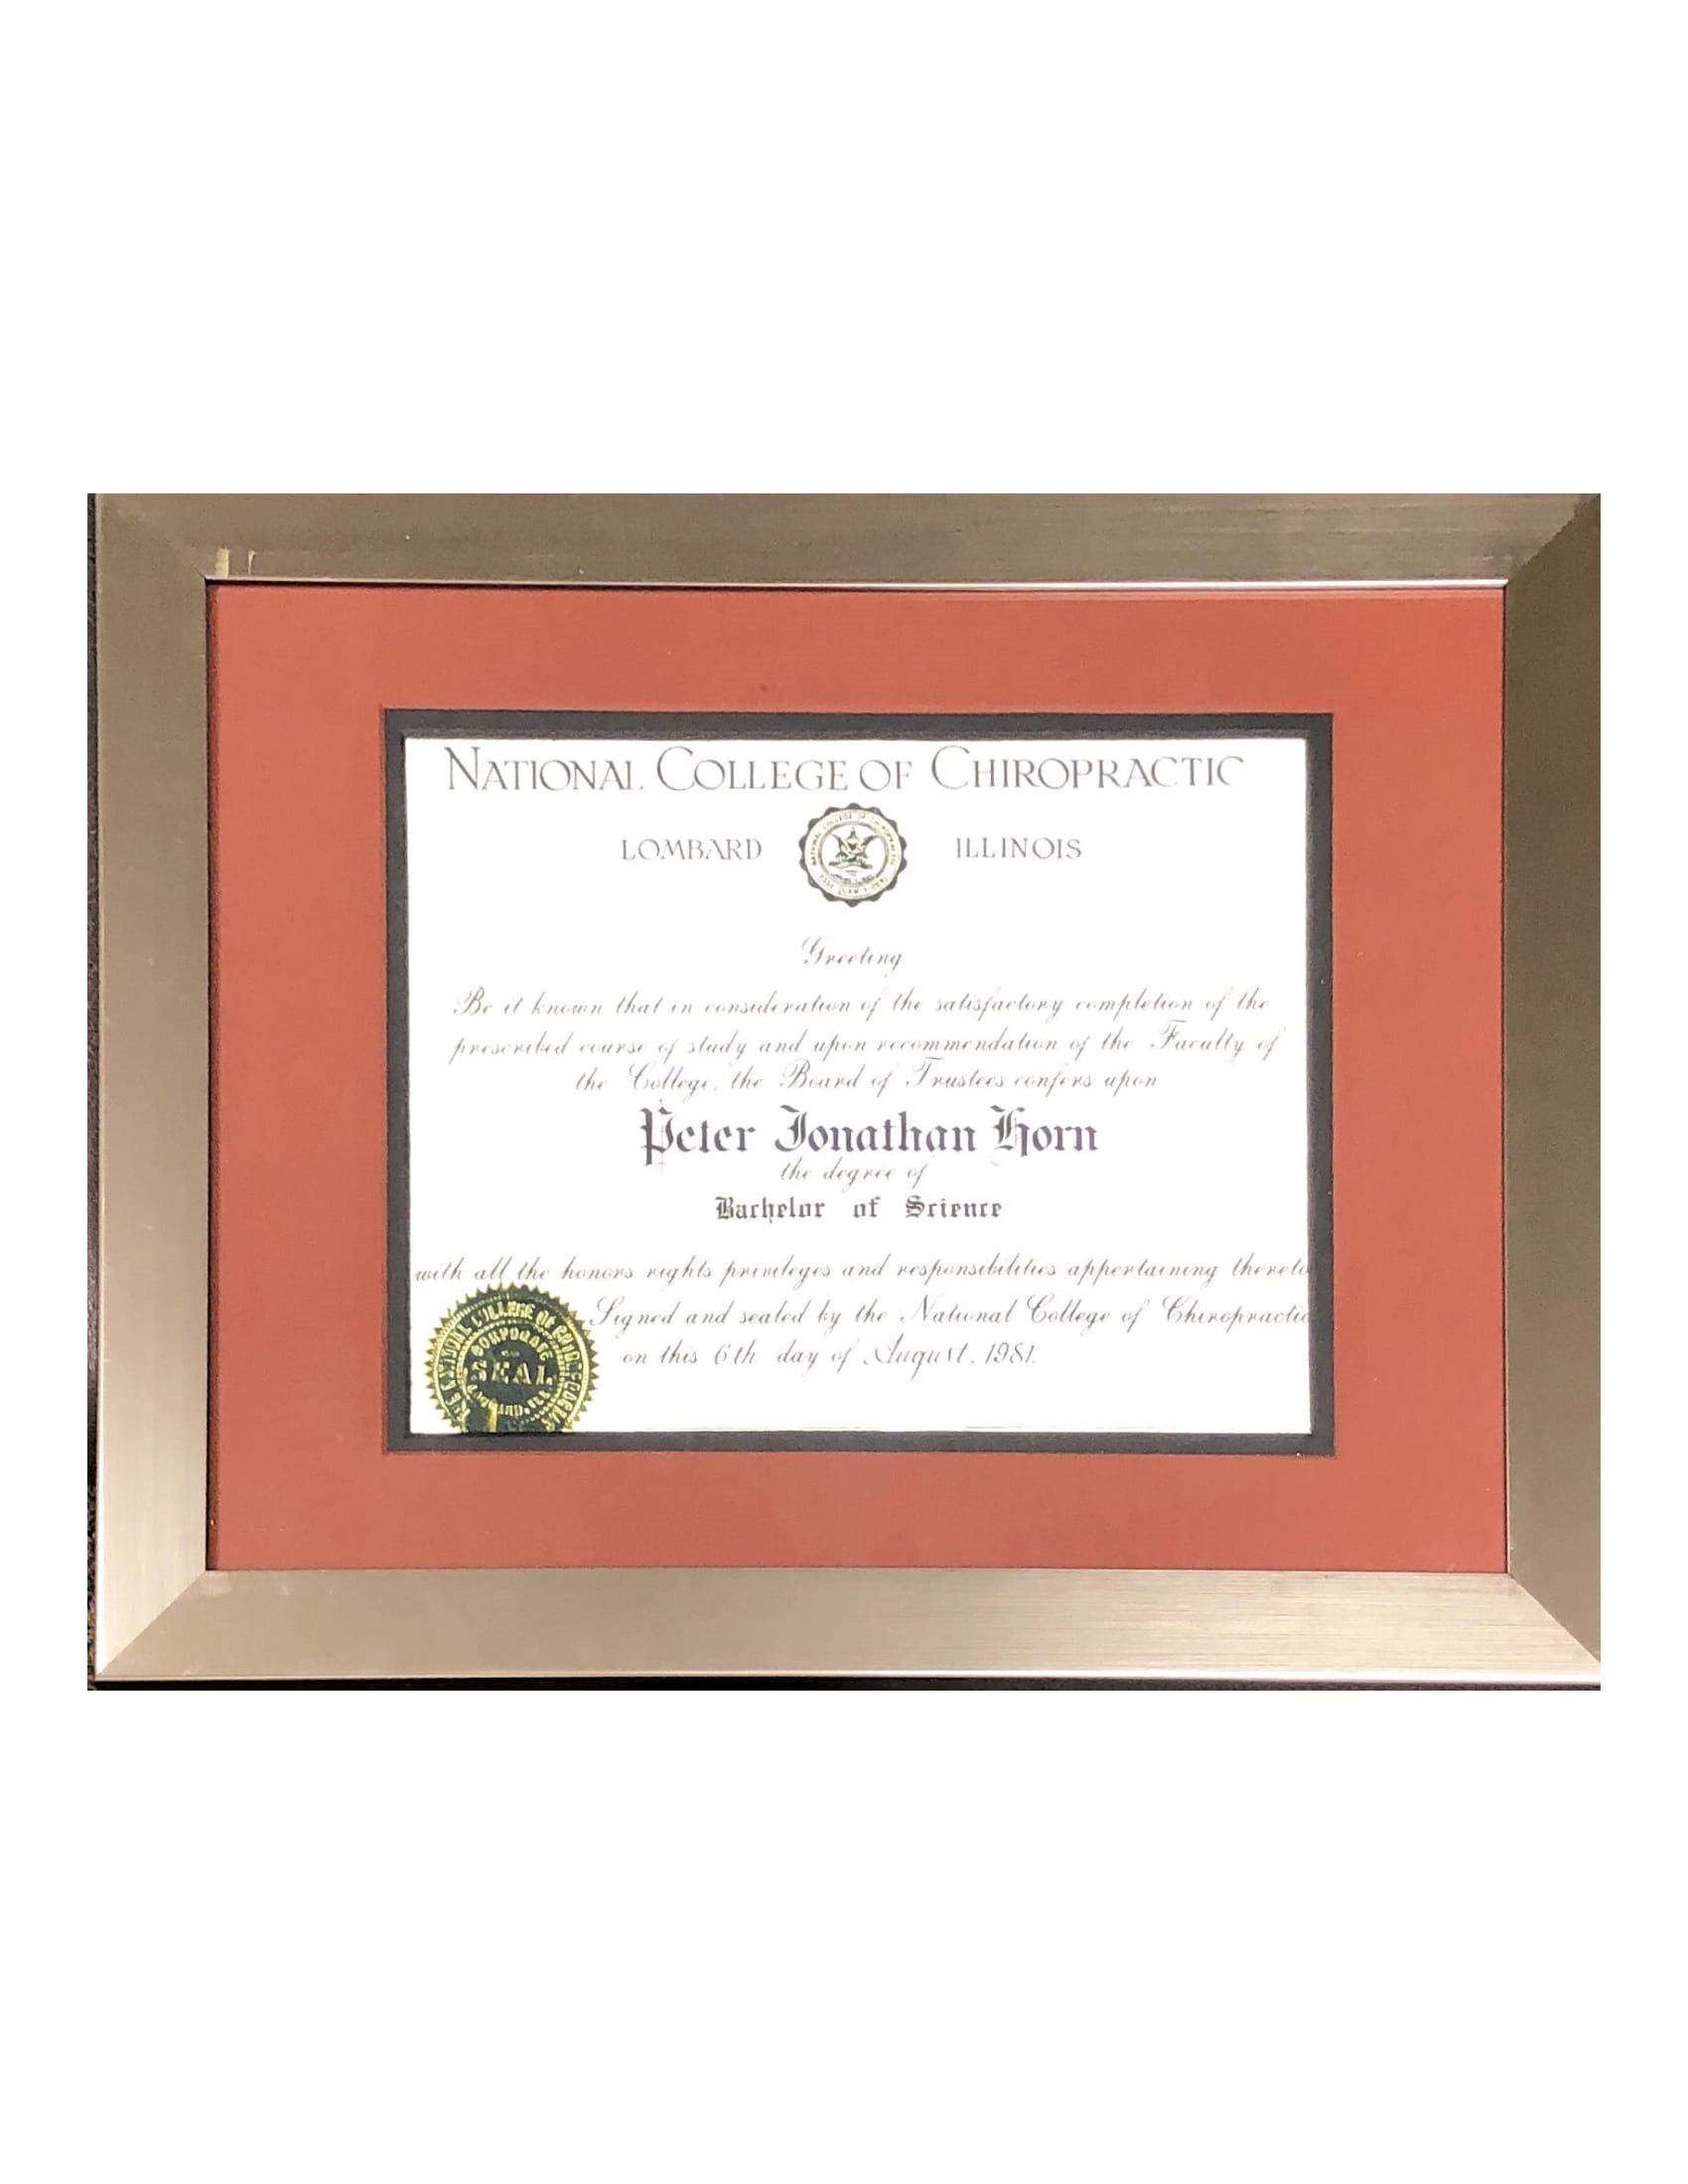 NATIONAL COLLEGE OF CHIROPRACTIC
LOMBARD ILLINOIS
Greeting
Be it known that in consideration of the satisfactory completion of the
prescribed course of study and upon recommendation of the Faculty of
the College, the Board of Trustees confers upon
Peter Jonathan Horn
the degree of
Bachelor of Science
with all the honors rights privileges and responsibilities appertaining thereto
Signed and sealed by the National College of Chiropractic
on this 6th day of August, 1981.
SEAL